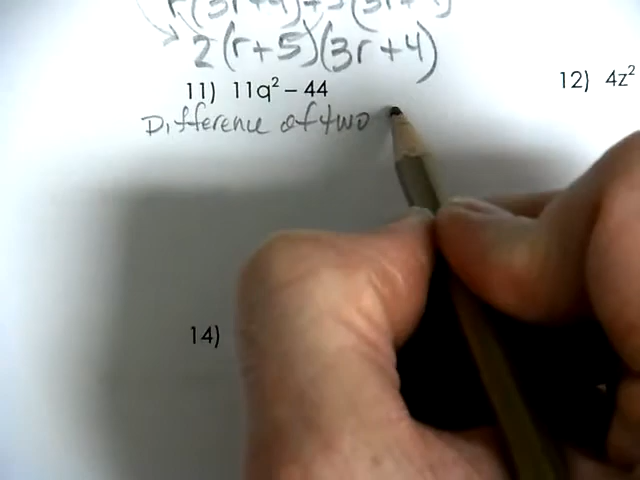 2(r+5)(3r+4)
11) 11q² – 44
12) 4z²
Difference of two
14)